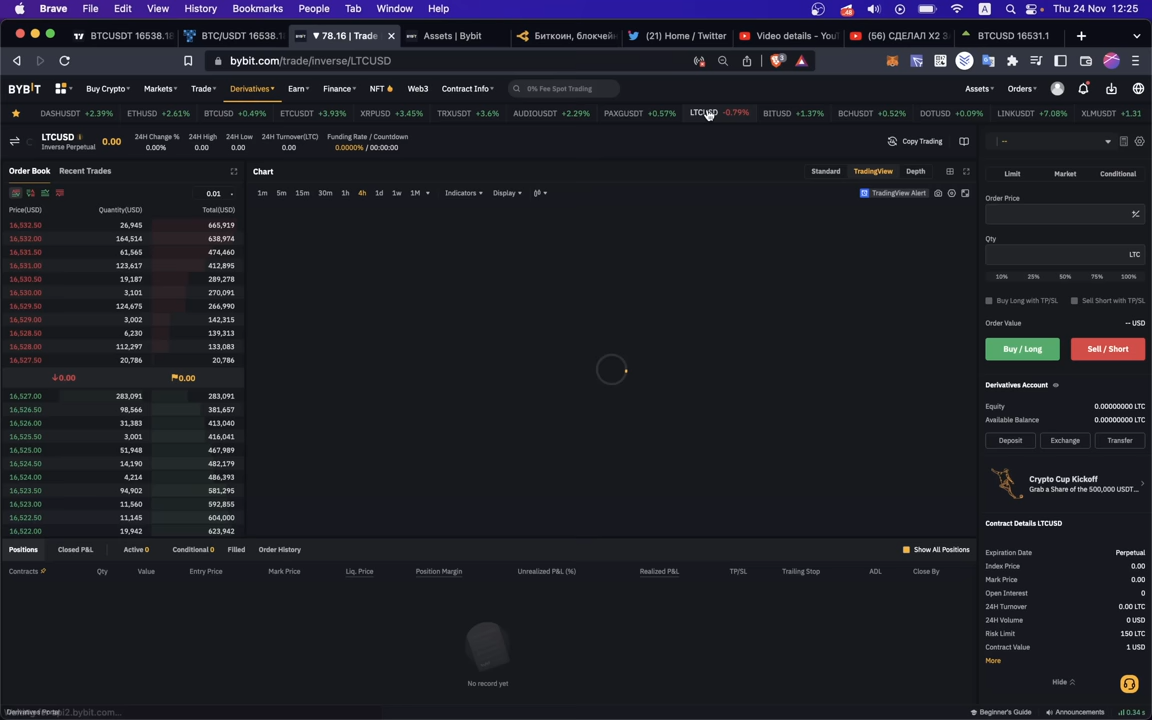 Brave File Edit View History Bookmarks People Tab Window Help A Thu 24 Nov 12:25
BTCUSDT 16538.18 BTC/USDT 16538.18 ▼ 78.16 | Trade Assets | Bybit Биткоин, блокчейн (21) Home / Twitter Video details - You (56) СДЕЛАЛ X2 З BTCUSD 16531.1
bybit.com/trade/inverse/LTCUSD
BYBIT Buy Crypto Markets Trade Derivatives Earn Finance NFT Web3 Contract Info 0% Fee Spot Trading Assets Orders
DASHUSDT +2.39% ETHUSD +2.61% BTCUSD +0.49% ETCUSDT +3.93% XRPUSD +3.45% TRXUSDT +3.6% AUDIOUSDT +2.29% PAXGUSDT +0.57% LTCUSD -0.79% BITUSD +1.37% BCHUSDT +0.52% DOTUSD +0.09% LINKUSDT +7.08% XLMUSDT +1.31
LTCUSD 0.00 24H Change % 24H High 24H Low 24H Turnover(LTC) Funding Rate / Countdown
Inverse Perpetual 0.00% 0.00 0.00 0.00 0.0000% / 00:00:00
Copy Trading --
Order Book Recent Trades Chart Standard TradingView Depth
Limit Market Conditional
0.01 1m 5m 15m 30m 1h 4h 1d 1w 1M Indicators Display TradingView Alert
Order Price
Price(USD) Quantity(USD) Total(USD)
16,532.50 26,945 665,919
16,532.00 164,514 638,974
16,531.50 61,565 474,460
16,531.00 123,617 412,895
16,530.50 19,187 289,278
16,530.00 3,101 270,091
16,529.50 124,675 266,990
16,529.00 3,002 142,315
16,528.50 6,230 139,313
16,528.00 112,297 133,083
16,527.50 20,786 20,786
↓0.00 0.00
16,527.00 283,091 283,091
16,526.50 98,566 381,657
16,526.00 31,383 413,040
16,525.50 3,001 416,041
16,525.00 51,948 467,989
16,524.50 14,190 482,179
16,524.00 4,214 486,393
16,523.50 94,902 581,295
16,523.00 11,560 592,855
16,522.50 11,145 604,000
16,522.00 19,942 623,942
Qty
LTC
10% 25% 50% 75% 100%
Buy Long with TP/SL Sell Short with TP/SL
Order Value -- USD
Buy / Long Sell / Short
Derivatives Account
Equity 0.00000000 LTC
Available Balance 0.00000000 LTC
Deposit Exchange Transfer
Crypto Cup Kickoff
Grab a Share of the 500,000 USDT...
Contract Details LTCUSD
Expiration Date Perpetual
Index Price 0.00
Mark Price 0.00
Open Interest 0
24H Turnover 0.00 LTC
24H Volume 0 USD
Risk Limit 150 LTC
Contract Value 1 USD
More
Hide
Positions Closed P&L Active 0 Conditional 0 Filled Order History Show All Positions
Contracts Qty Value Entry Price Mark Price Liq. Price Position Margin Unrealized P&L (%) Realized P&L TP/SL Trailing Stop ADL Close By
No record yet
Beginner's Guide Announcements 0.34 s